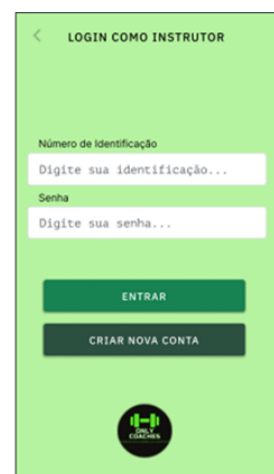 LOGIN COMO INSTRUTOR
Número de Identificação
Digite sua identificação...
Senha
Digite sua senha...
ENTRAR
CRIAR NOVA CONTA
ONLY
COACHES